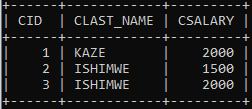 +------+------------+---------+
| CID  | CLAST_NAME | CSALARY |
+------+------------+---------+
|    1 | KAZE       |    2000 |
|    2 | ISHIMWE    |    1500 |
|    3 | ISHIMWE    |    2000 |
+------+------------+---------+